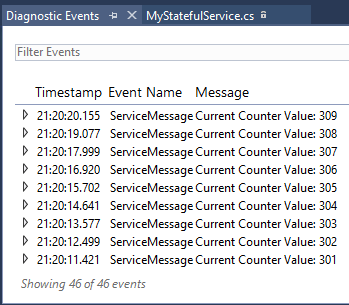 Diagnostic Events MyStatefulService.cs
Filter Events
Timestamp Event Name Message
21:20:20.155 ServiceMessage Current Counter Value: 309
21:20:19.077 ServiceMessage Current Counter Value: 308
21:20:17.999 ServiceMessage Current Counter Value: 307
21:20:16.920 ServiceMessage Current Counter Value: 306
21:20:15.702 ServiceMessage Current Counter Value: 305
21:20:14.641 ServiceMessage Current Counter Value: 304
21:20:13.577 ServiceMessage Current Counter Value: 303
21:20:12.499 ServiceMessage Current Counter Value: 302
21:20:11.421 ServiceMessage Current Counter Value: 301
Showing 46 of 46 events